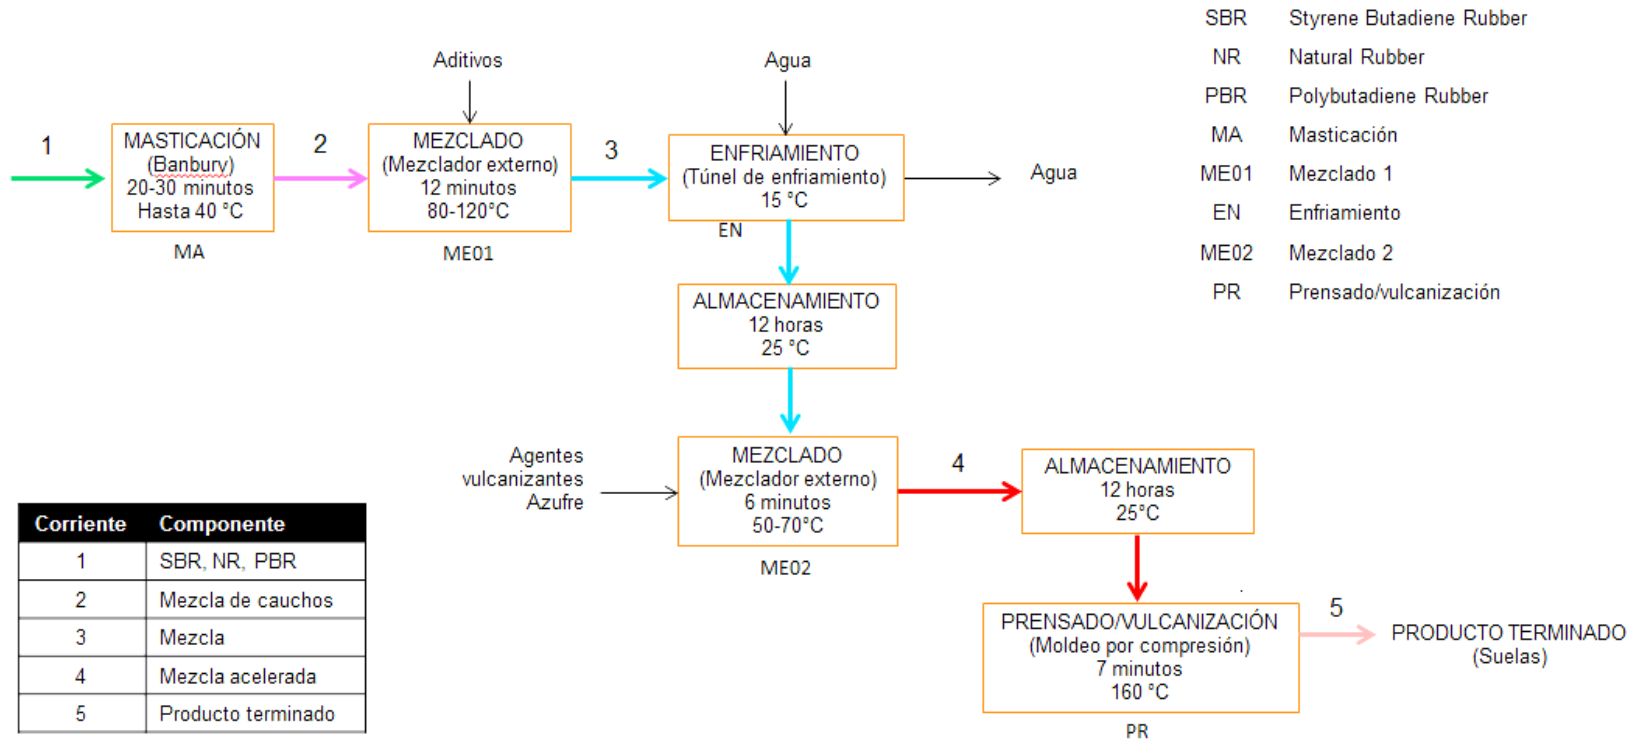 Aditivos
Agua
1
MASTICACIÓN
(Banbury)
20-30 minutos
Hasta 40 °C
MA
2
MEZCLADO
(Mezclador externo)
12 minutos
80-120°C
ME01
3
ENFRIAMIENTO
(Túnel de enfriamiento)
15 °C
EN
Agua
ALMACENAMIENTO
12 horas
25 °C
Agentes
vulcanizantes
Azufre
MEZCLADO
(Mezclador externo)
6 minutos
50-70°C
ME02
4
ALMACENAMIENTO
12 horas
25°C
PRENSADO/VULCANIZACIÓN
(Moldeo por compresión)
7 minutos
160 °C
PR
5
PRODUCTO TERMINADO
(Suelas)
SBR Styrene Butadiene Rubber
NR Natural Rubber
PBR Polybutadiene Rubber
MA Masticación
ME01 Mezclado 1
EN Enfriamiento
ME02 Mezclado 2
PR Prensado/vulcanización
Corriente Componente
1 SBR, NR, PBR
2 Mezcla de cauchos
3 Mezcla
4 Mezcla acelerada
5 Producto terminado